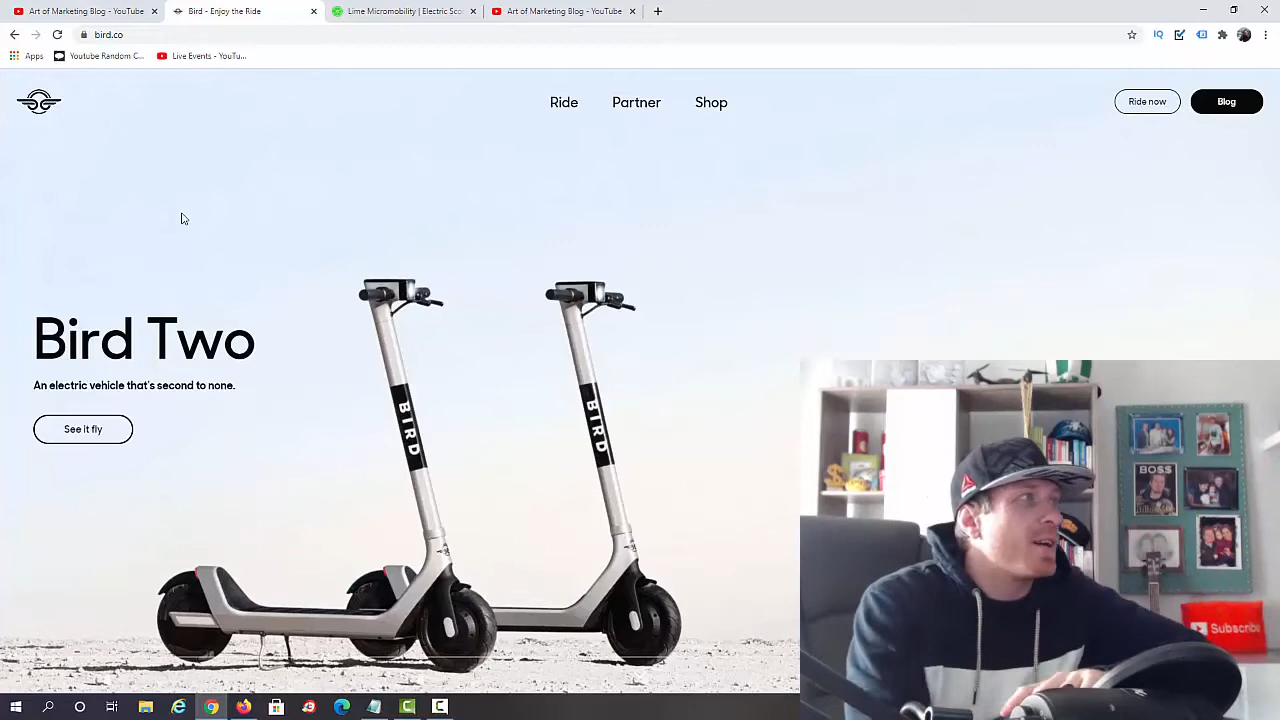 Art of Marketing Blog - YouTube
Bird - Enjoy the Ride
Lime Micromobility | Electric Sco
Art of Marketing Blog - YouTube
bird.co
IQ
Apps
Youtube Random C...
Live Events - YouTu...
Ride
Partner
Shop
Ride now
Blog
Bird Two
An electric vehicle that's second to none.
See it fly
BIRD
BIRD
BOSS
Subscribe